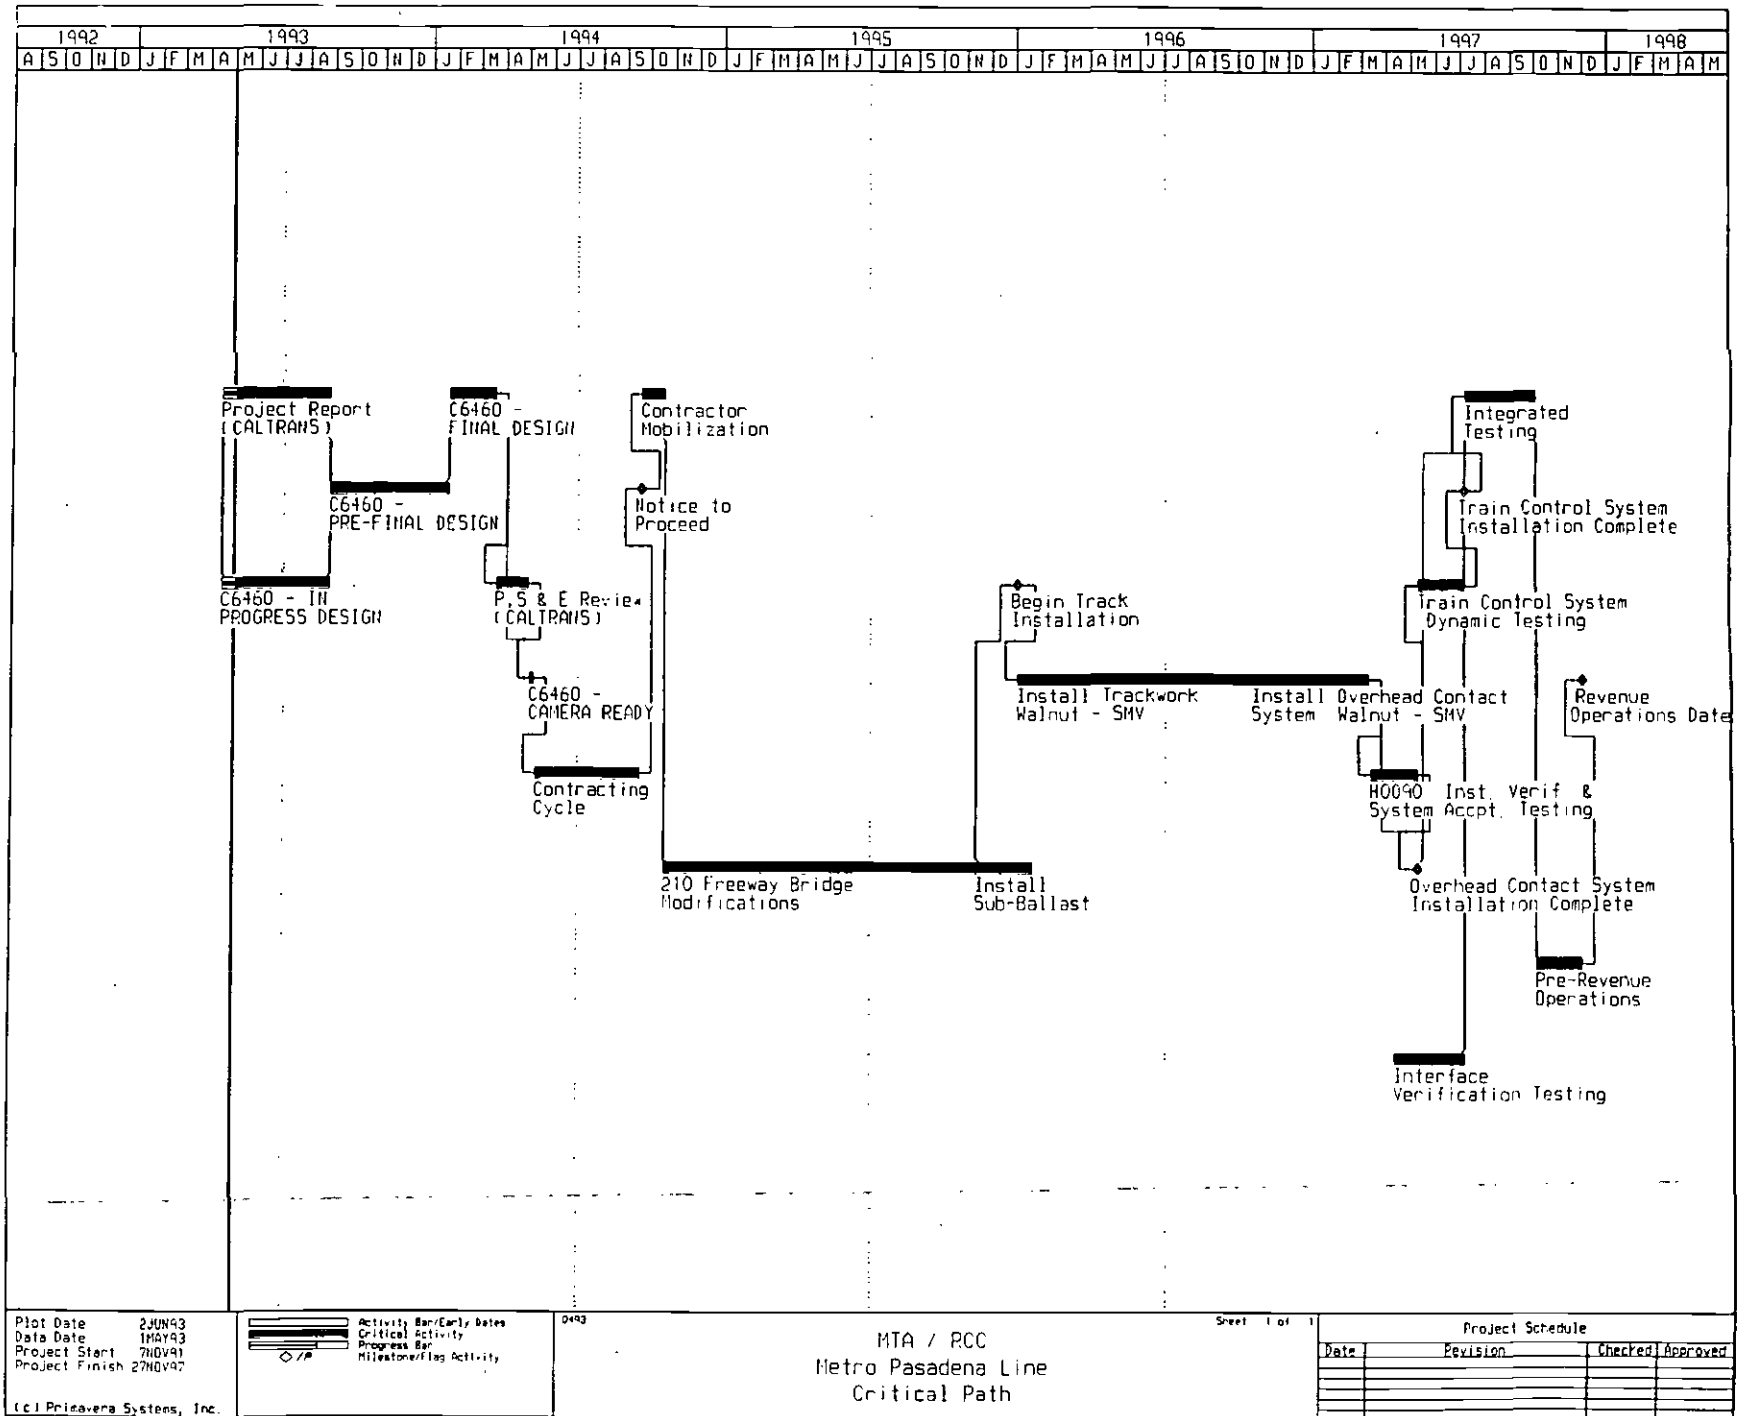 1992 1993 1994 1995 1996 1997 1998
A S O N D J F M A M J J A S O N D J F M A M J J A S O N D J F M A M J J A S O N D J F M A M J J A S O N D J F M A M J J A S O N D J F M A M
Project Report
(CALTRANS)
C6460 -
FINAL DESIGN
Contractor
Mobilization
Integrated
Testing
C6460 -
PRE-FINAL DESIGN
Notice to
Proceed
Train Control System
Installation Complete
C6460 - IN
PROGRESS DESIGN
P,S & E Review
(CALTRANS)
Begin Track
Installation
Train Control System
Dynamic Testing
C6460 -
CAMERA READY
Install Trackwork
Walnut - SMV
Install Overhead Contact
System Walnut - SMV
Revenue
Operations Date
Contracting
Cycle
H0090 Inst. Verif &
System Accpt. Testing
210 Freeway Bridge
Modifications
Install
Sub-Ballast
Overhead Contact System
Installation Complete
Pre-Revenue
Operations
Interface
Verification Testing
Plot Date 2JUN93
Data Date 1MAY93
Project Start 7NOV91
Project Finish 27NOV97
(c) Primavera Systems, Inc.
Activity Bar/Early Dates
Critical Activity
Progress Bar
Milestone/Flag Activity
0493
MTA / RCC
Metro Pasadena Line
Critical Path
Sheet 1 of 1
Project Schedule
Date Revision Checked Approved